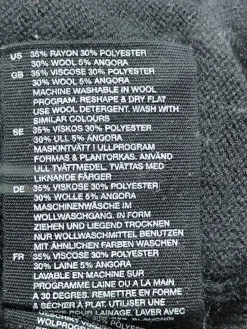 US 35% RAYON 30% POLYESTER
30% WOOL 5% ANGORA
GB 35% VISCOSE 30% POLYESTER
30% WOOL 5% ANGORA
MACHINE WASHABLE IN WOOL
PROGRAM. RESHAPE & DRY FLAT
USE WOOL DETERGENT. WASH WITH
SIMILAR COLOURS
SE 35% VISKOS 30% POLYESTER
30% ULL 5% ANGORA
MASKINTVÄTT I ULLPROGRAM
FORMAS & PLANTORKAS. ANVÄND
ULL TVÄTTMEDEL. TVÄTTAS MED
LIKNANDE FÄRGER
DE 35% VISKOSE 30% POLYESTER
30% WOLLE 5% ANGORA
MASCHINENWÄSCHE IM
WOLLWASCHGANG. IN FORM
ZIEHEN UND LIEGEND TROCKNEN
NUR WOLLWASCHMITTEL BENUTZEN
MIT ÄHNLICHEN FARBEN WASCHEN
FR 35% VISCOSE 30% POLYESTER
30% LAINE 5% ANGORA
LAVABLE EN MACHINE SUR
PROGRAMME LAINE OU A LA MAIN
A 30 DEGRES. REMETTRE EN FORME
A SÉCHER À PLAT. UTILISER UNE
POUR LAINAGE. LAVER AVEC